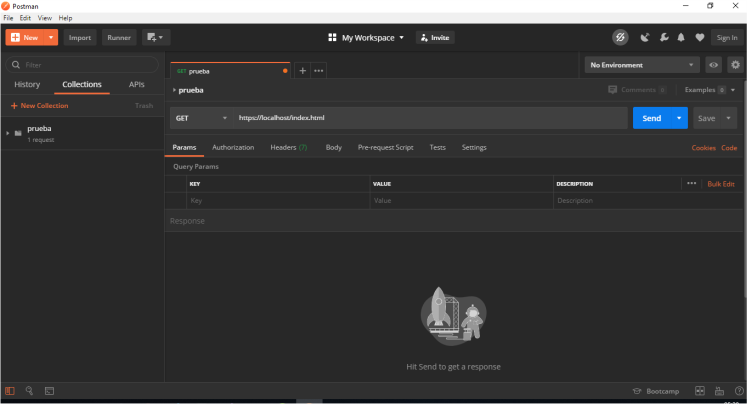 Postman
File Edit View Help
New Import Runner My Workspace Invite Sign In
Filter
History Collections APIs
+ New Collection Trash
prueba
1 request
GET prueba
No Environment
prueba Comments 0 Examples 0
GET https://localhost/index.html Send Save
Params Authorization Headers (7) Body Pre-request Script Tests Settings Cookies Code
Query Params
KEY VALUE DESCRIPTION Bulk Edit
Key Value Description
Response
Hit Send to get a response
Bootcamp